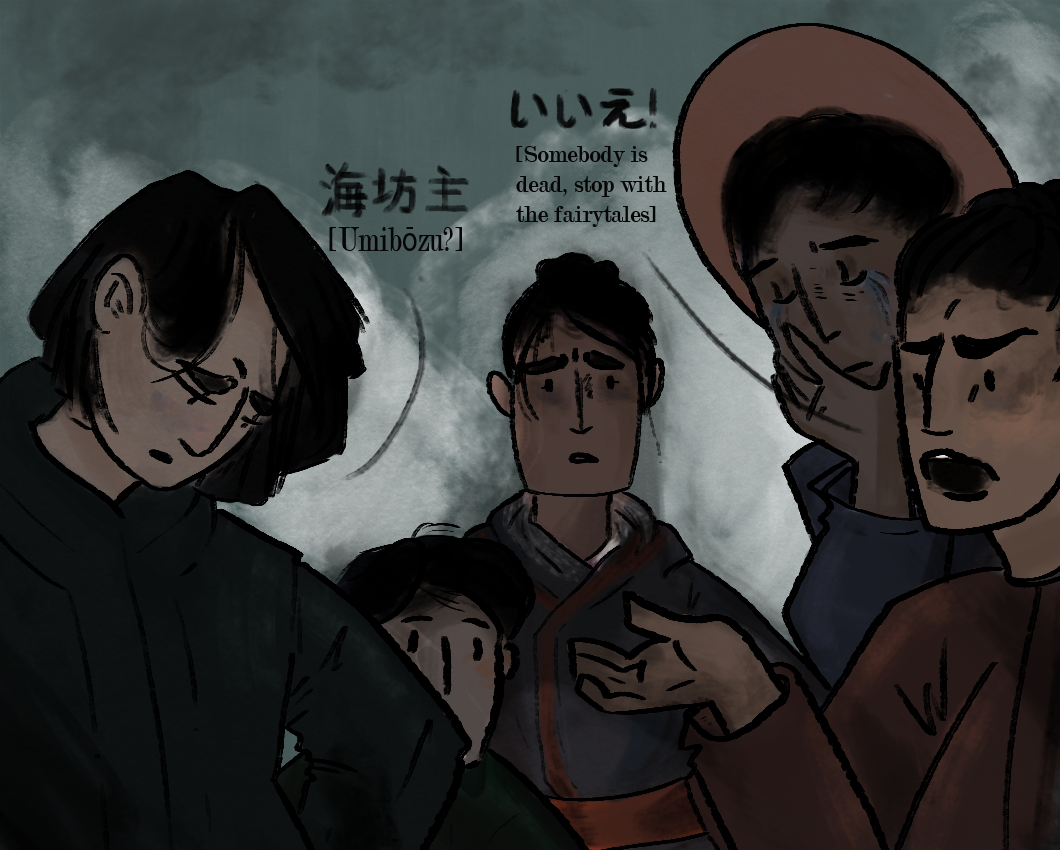 海坊主
[Umibōzu?]
いいえ!
[Somebody is
dead, stop with
the fairytales]